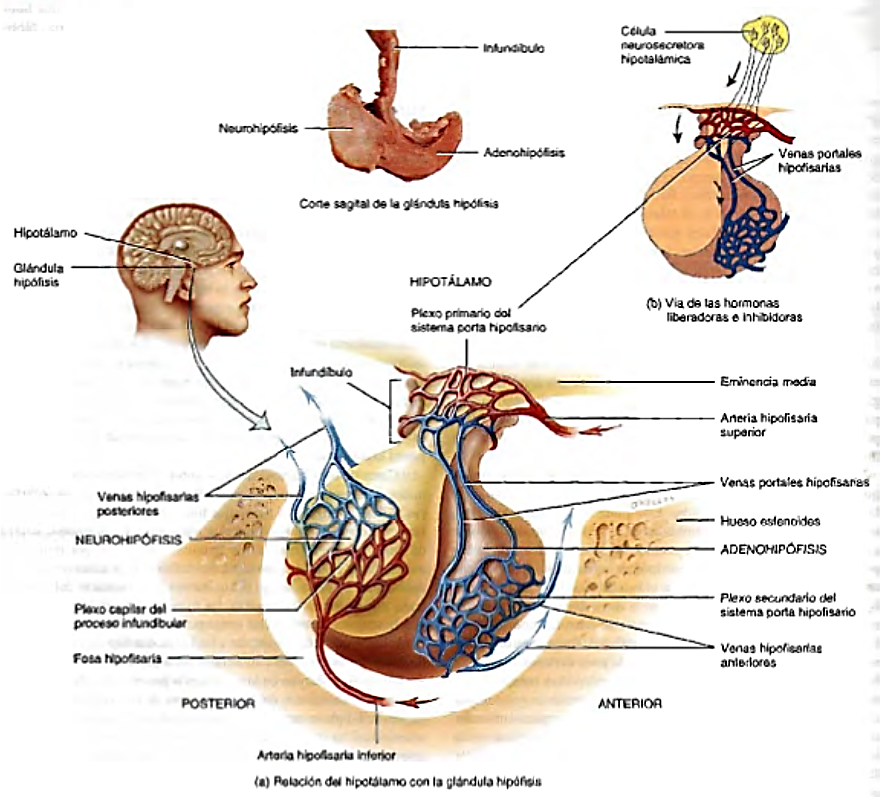 Infundíbulo
Neurohipófisis
Adenohipófisis
Corte sagital de la glándula hipófisis
Célula
neurosecretora
hipotalámica
Venas portales
hipofisarias
(b) Vía de las hormonas
liberadoras e inhibidoras
Hipotálamo
Glándula
hipófisis
HIPOTÁLAMO
Plexo primario del
sistema porta hipofisario
Infundíbulo
Eminencia media
Arteria hipofisaria
superior
Venas hipofisarias
posteriores
Venas portales hipofisarias
Hueso esfenoides
NEUROHIPÓFISIS
ADENOHIPÓFISIS
Plexo capilar del
proceso infundibular
Plexo secundario del
sistema porta hipofisario
Fosa hipofisaria
Venas hipofisarias
anteriores
POSTERIOR
ANTERIOR
Arteria hipofisaria inferior
(a) Relación del hipotálamo con la glándula hipófisis